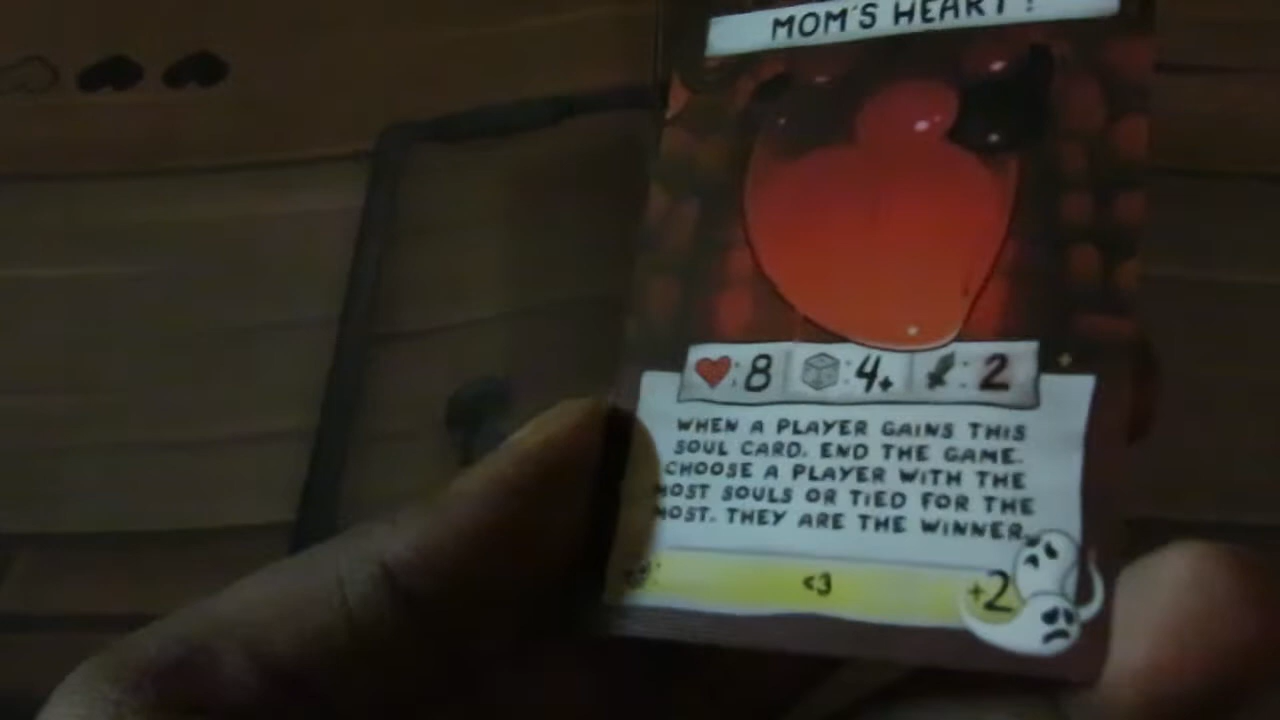 MOM'S HEART!
8 4+ 2
WHEN A PLAYER GAINS THIS
SOUL CARD, END THE GAME.
CHOOSE A PLAYER WITH THE
MOST SOULS OR TIED FOR THE
MOST. THEY ARE THE WINNER.
<3
+2